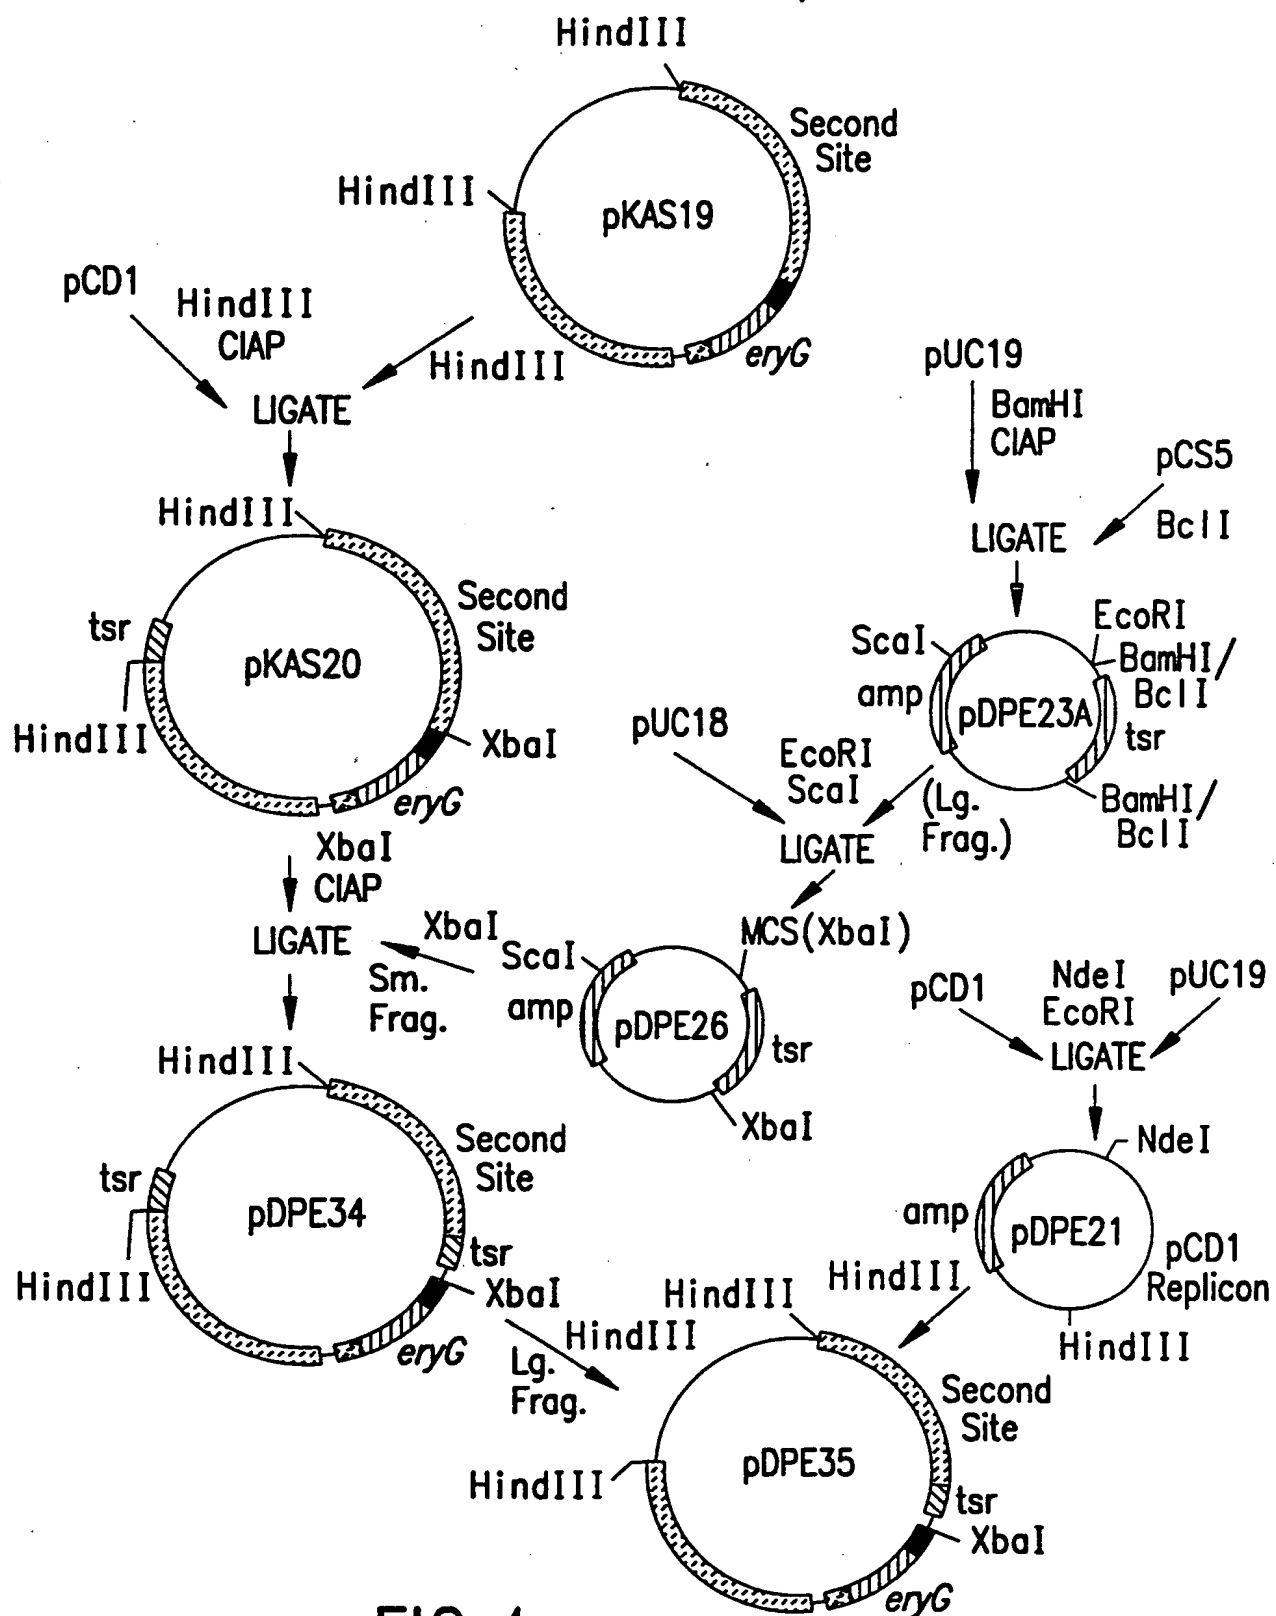 HindIII
Second
Site
HindIII
pKAS19
pCD1
HindIII
CIAP
HindIII
eryG
LIGATE
pUC19
BamHI
CIAP
pCS5
BclI
LIGATE
HindIII
Second
Site
tsr
pKAS20
HindIII
XbaI
eryG
EcoRI
ScaI
BamHI/
BclI
amp
pDPE23A
tsr
BamHI/
BclI
pUC18
EcoRI
ScaI
(Lg.
Frag.)
LIGATE
XbaI
CIAP
LIGATE
XbaI
Sm.
Frag.
MCS(XbaI)
ScaI
amp
pDPE26
tsr
XbaI
pCD1
NdeI
EcoRI
pUC19
LIGATE
NdeI
amp
pDPE21
pCD1
Replicon
HindIII
HindIII
HindIII
Second
Site
tsr
pDPE34
tsr
HindIII
XbaI
eryG
HindIII
Lg.
Frag.
HindIII
Second
Site
pDPE35
HindIII
tsr
XbaI
eryG